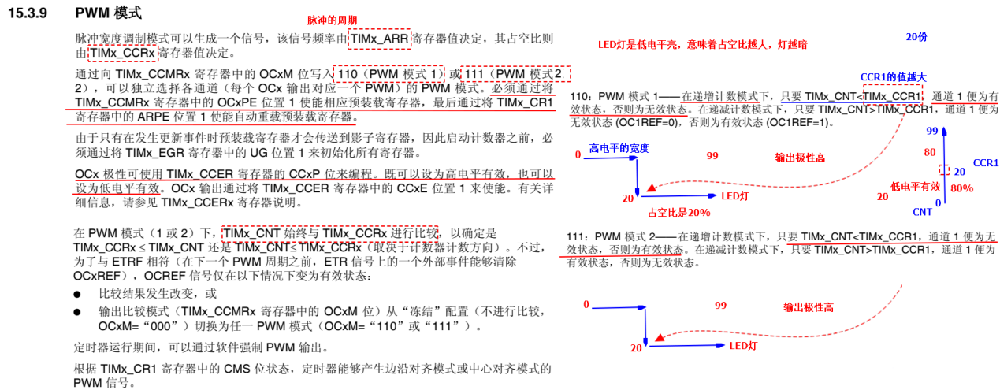 15.3.9 PWM 模式
脉冲的周期
脉冲宽度调制模式可以生成一个信号，该信号频率由 TIMx_ARR 寄存器值决定，其占空比则
由 TIMx_CCRx 寄存器值决定。
通过向 TIMx_CCMRx 寄存器中的 OCxM 位写入 110（PWM 模式 1）或 111（PWM 模式2
2），可以独立选择各通道（每个 OCx 输出对应一个 PWM）的 PWM 模式。必须通过将
TIMx_CCMRx 寄存器中的 OCxPE 位置 1 使能相应预装载寄存器，最后通过将 TIMx_CR1
寄存器中的 ARPE 位置 1 使能自动重载预装载寄存器。
由于只有在发生更新事件时预装载寄存器才会传送到影子寄存器，因此启动计数器之前，必
须通过将 TIMx_EGR 寄存器中的 UG 位置 1 来初始化所有寄存器。
OCx 极性可使用 TIMx_CCER 寄存器的 CCxP 位来编程。既可以设为高电平有效，也可以
设为低电平有效。OCx 输出通过将 TIMx_CCER 寄存器中的 CCxE 位置 1 来使能。有关详
细信息，请参见 TIMx_CCERx 寄存器说明。
在 PWM 模式（1 或 2）下，TIMx_CNT 始终与 TIMx_CCRx 进行比较，以确定是
TIMx_CCRx ≤ TIMx_CNT 还是 TIMx_CNT≤ TIMx_CCRx（取决于计数器计数方向）。不过，
为了与 ETRF 相符（在下一个 PWM 周期之前，ETR 信号上的一个外部事件能够清除
OCxREF），OCREF 信号仅在以下情况下变为有效状态：
● 比较结果发生改变，或
● 输出比较模式（TIMx_CCMRx 寄存器中的 OCxM 位）从“冻结”配置（不进行比较，
OCxM=“000”）切换为任一 PWM 模式（OCxM=“110”或“111”）。
定时器运行期间，可以通过软件强制 PWM 输出。
根据 TIMx_CR1 寄存器中的 CMS 位状态，定时器能够产生边沿对齐模式或中心对齐模式的
PWM 信号。
LED灯是低电平亮，意味着占空比越大，灯越暗
20份
CCR1的值越大
110：PWM 模式 1——在递增计数模式下，只要 TIMx_CNT<TIMx_CCR1，通道 1 便为有
效状态，否则为无效状态。在递减计数模式下，只要 TIMx_CNT>TIMx_CCR1，通道 1 便为
无效状态 (OC1REF=0)，否则为有效状态 (OC1REF=1)。
0
高电平的宽度
99
输出极性高
20
LED灯
占空比是20%
99
80
20
CCR1
低电平有效
80%
20
0
CNT
111：PWM 模式 2——在递增计数模式下，只要 TIMx_CNT<TIMx_CCR1，通道 1 便为无
效状态，否则为有效状态。在递减计数模式下，只要 TIMx_CNT>TIMx_CCR1，通道 1 便为
有效状态，否则为无效状态。
0
99
输出极性高
20
LED灯